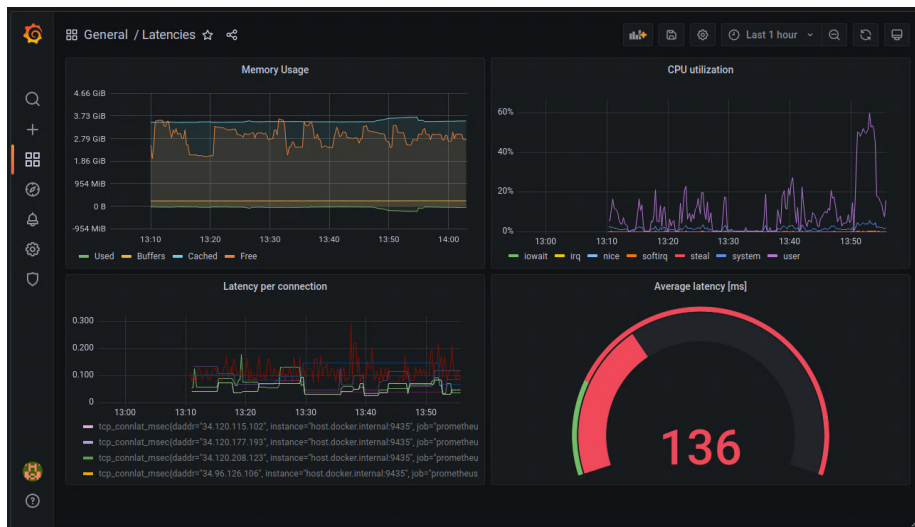 General / Latencies
Last 1 hour
Memory Usage
4.66 GiB
3.73 GiB
2.79 GiB
1.86 GiB
954 MiB
0 B
-954 MiB
13:10 13:20 13:30 13:40 13:50 14:00
Used Buffers Cached Free
CPU utilization
60%
40%
20%
0%
13:00 13:10 13:20 13:30 13:40 13:50
iowait irq nice softirq steal system user
Latency per connection
0.300
0.200
0.100
0
13:00 13:10 13:20 13:30 13:40 13:50
tcp_connlat_msec{daddr="34.120.115.102", instance="host.docker.internal:9435", job="prometheu
tcp_connlat_msec{daddr="34.120.177.193", instance="host.docker.internal:9435", job="prometheu
tcp_connlat_msec{daddr="34.120.208.123", instance="host.docker.internal:9435", job="prometheu
tcp_connlat_msec{daddr="34.96.126.106", instance="host.docker.internal:9435", job="prometheus
Average latency [ms]
136